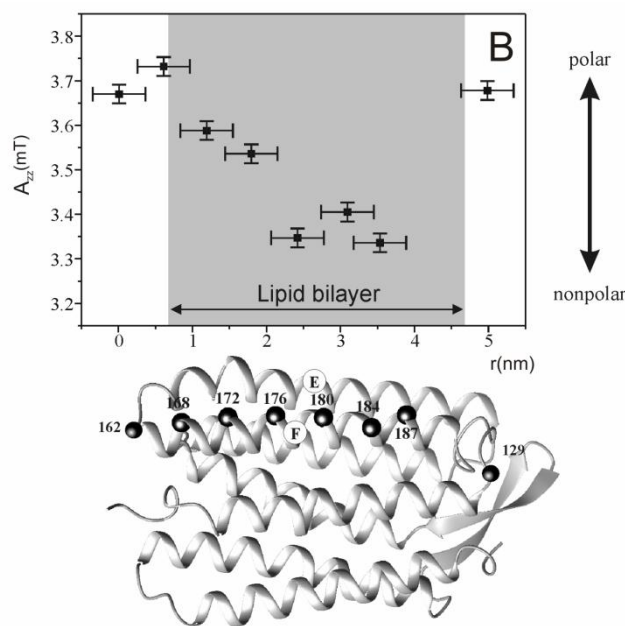 B
3.8
3.7
3.6
3.5
3.4
3.3
3.2
A_zz(mT)
Lipid bilayer
0 1 2 3 4 5
r(nm)
polar
nonpolar
E
162 168 172 176 180 184 187 129
F